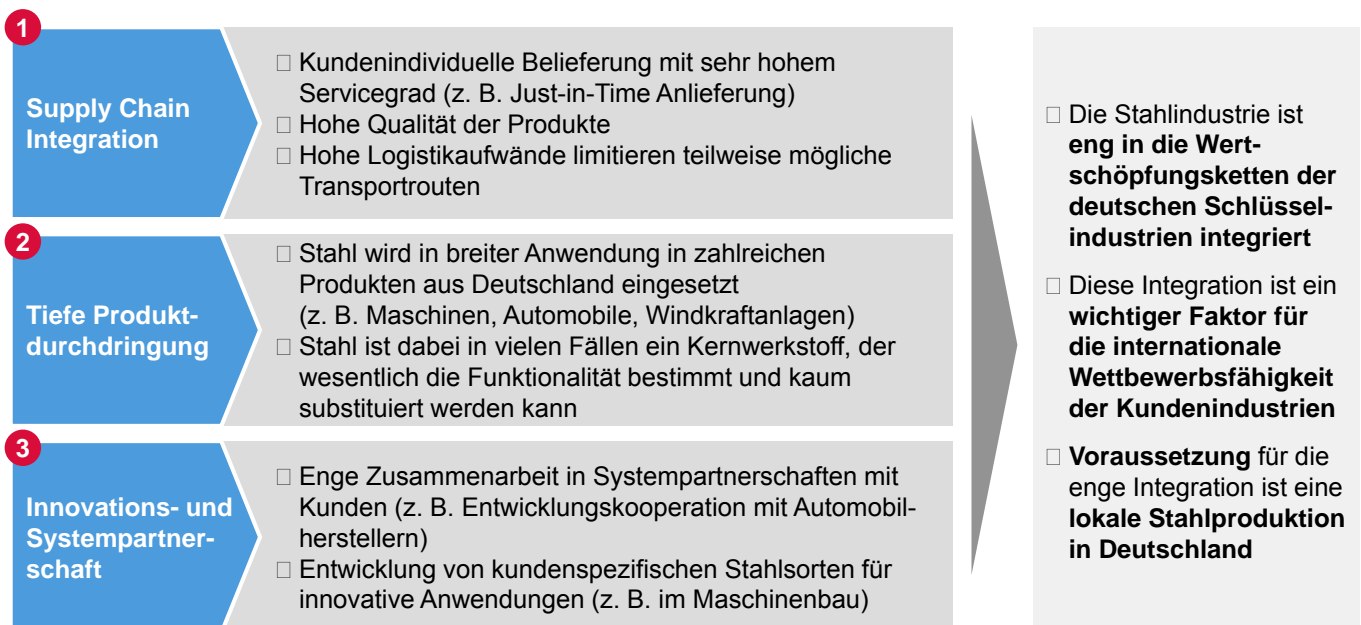 1
Supply Chain
Integration
□ Kundenindividuelle Belieferung mit sehr hohem
Servicegrad (z. B. Just-in-Time Anlieferung)
□ Hohe Qualität der Produkte
□ Hohe Logistikaufwände limitieren teilweise mögliche
Transportrouten
2
Tiefe Produkt-
durchdringung
□ Stahl wird in breiter Anwendung in zahlreichen
Produkten aus Deutschland eingesetzt
(z. B. Maschinen, Automobile, Windkraftanlagen)
□ Stahl ist dabei in vielen Fällen ein Kernwerkstoff, der
wesentlich die Funktionalität bestimmt und kaum
substituiert werden kann
3
Innovations- und
Systempartner-
schaft
□ Enge Zusammenarbeit in Systempartnerschaften mit
Kunden (z. B. Entwicklungskooperation mit Automobil-
herstellern)
□ Entwicklung von kundenspezifischen Stahlsorten für
innovative Anwendungen (z. B. im Maschinenbau)
□ Die Stahlindustrie ist
eng in die Wert-
schöpfungsketten der
deutschen Schlüssel-
industrien integriert
□ Diese Integration ist ein
wichtiger Faktor für
die internationale
Wettbewerbsfähigkeit
der Kundenindustrien
□ Voraussetzung für die
enge Integration ist eine
lokale Stahlproduktion
in Deutschland